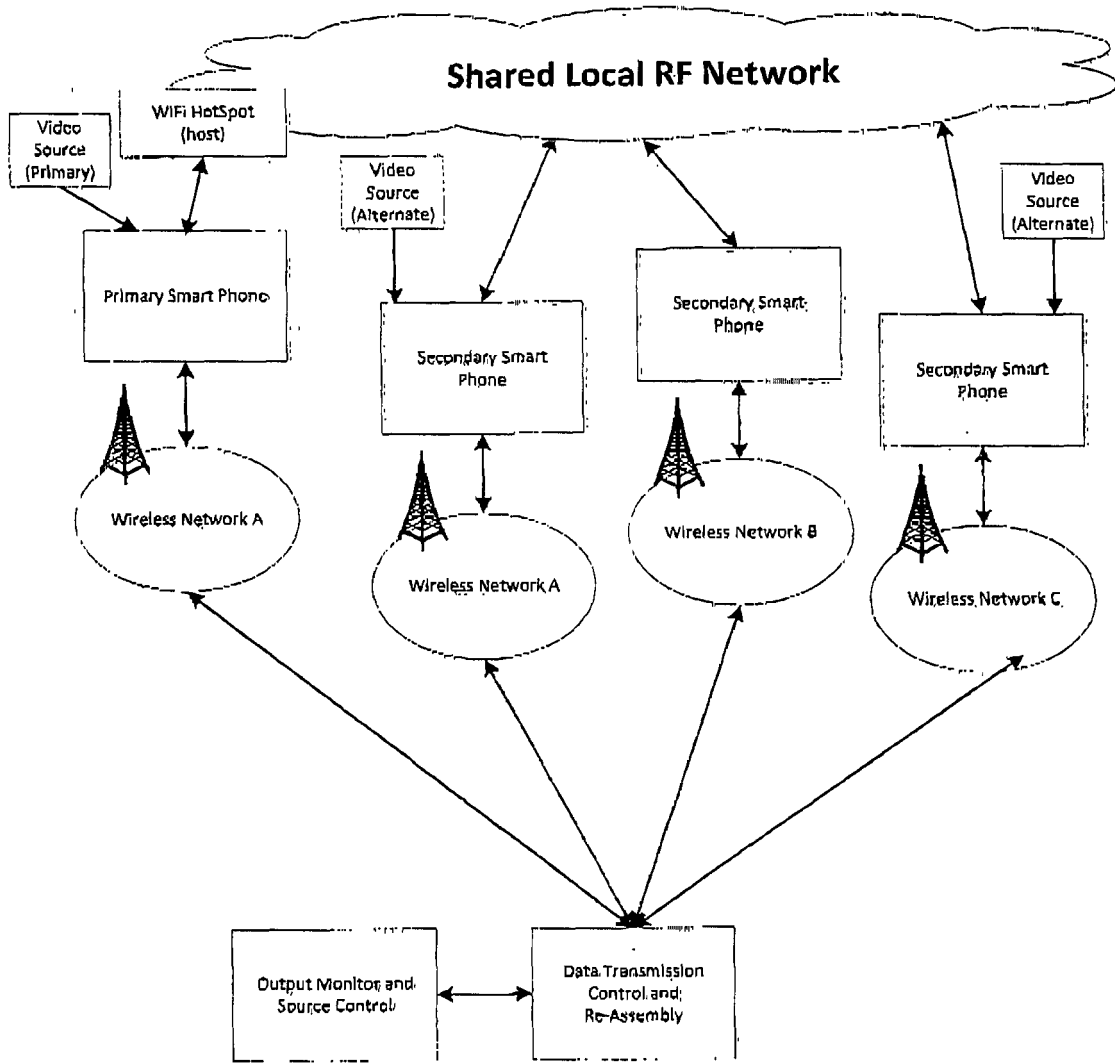 Shared Local RF Network
WiFi HotSpot
(host)
Video
Source
(Primary)
Video
Source
(Alternate)
Video
Source
(Alternate)
Primary Smart Phone
Secondary Smart
Phone
Secondary Smart
Phone
Secondary Smart
Phone
Wireless Network A
Wireless Network A
Wireless Network B
Wireless Network C
Output Monitor and
Source Control
Data Transmission
Control and
Re-Assembly